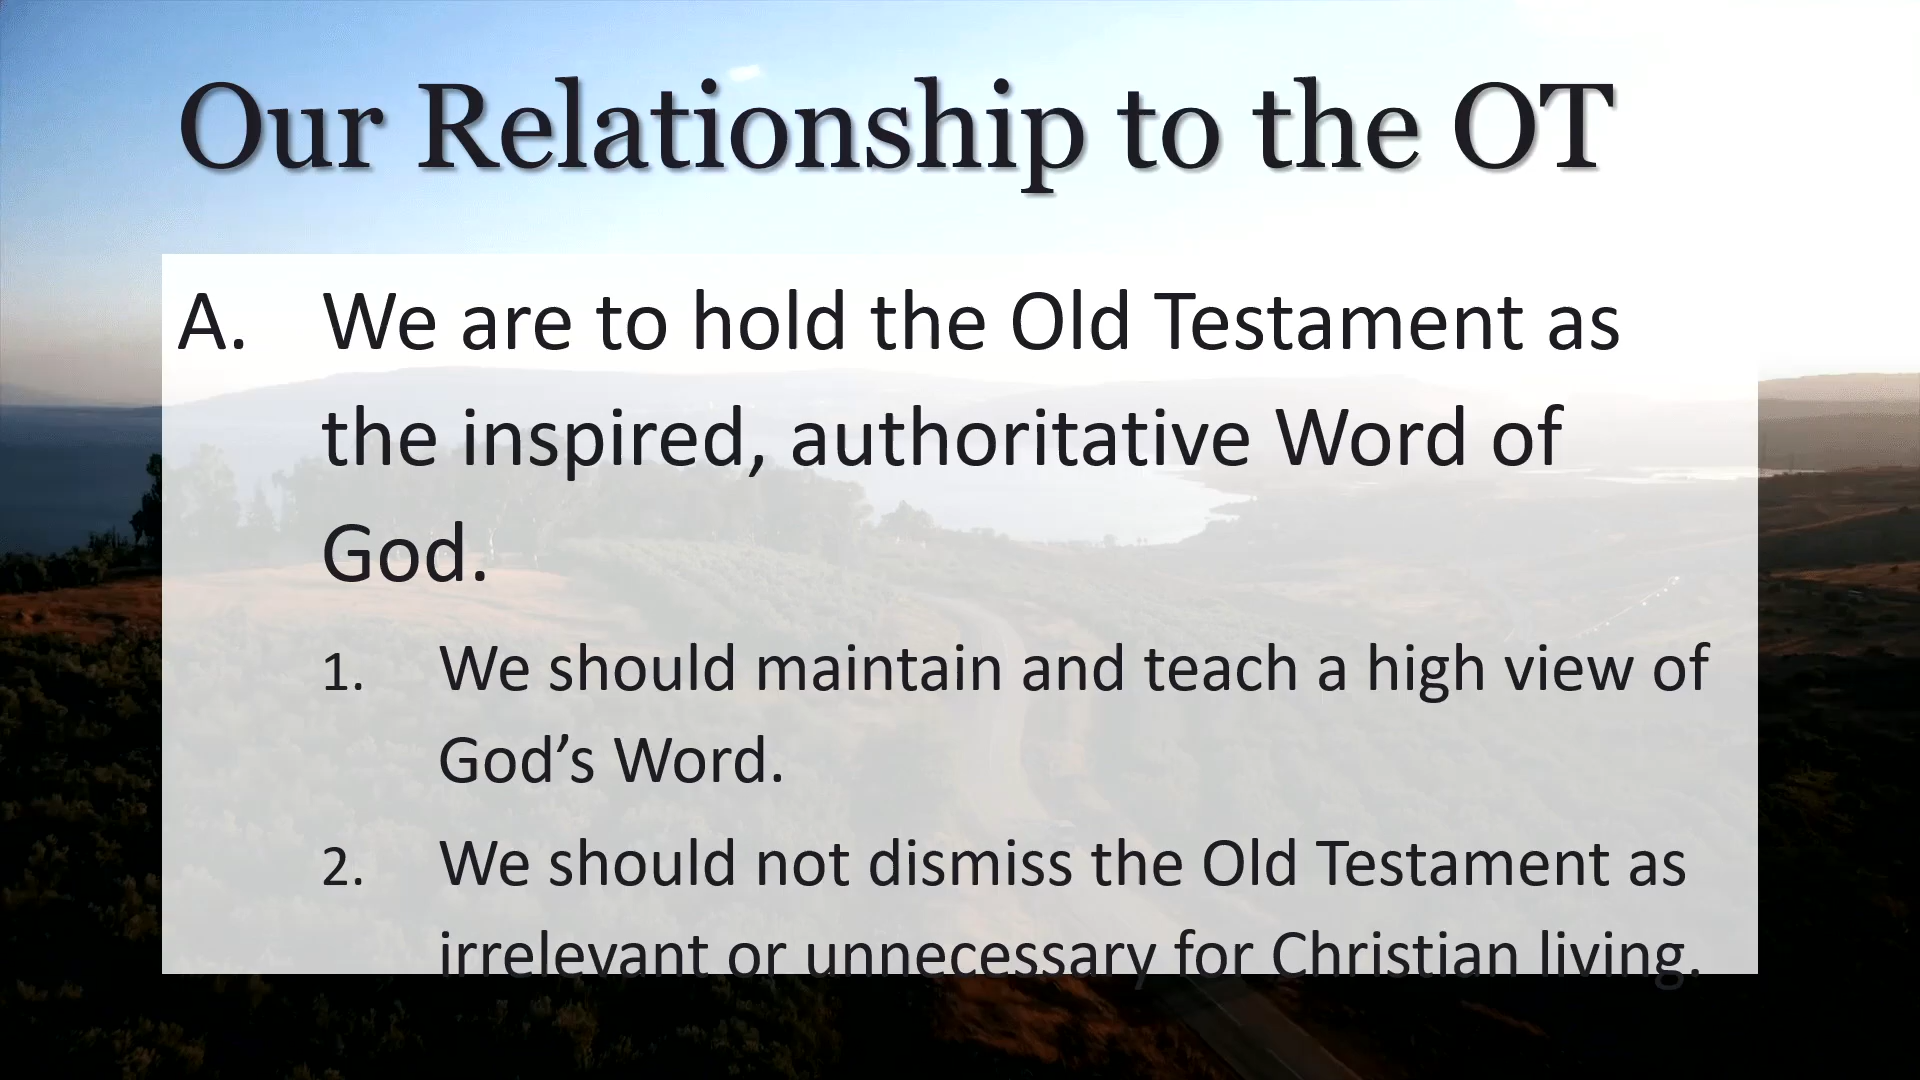 Our Relationship to the OT
A. We are to hold the Old Testament as
the inspired, authoritative Word of
God.
1. We should maintain and teach a high view of
God’s Word.
2. We should not dismiss the Old Testament as
irrelevant or unnecessary for Christian living.